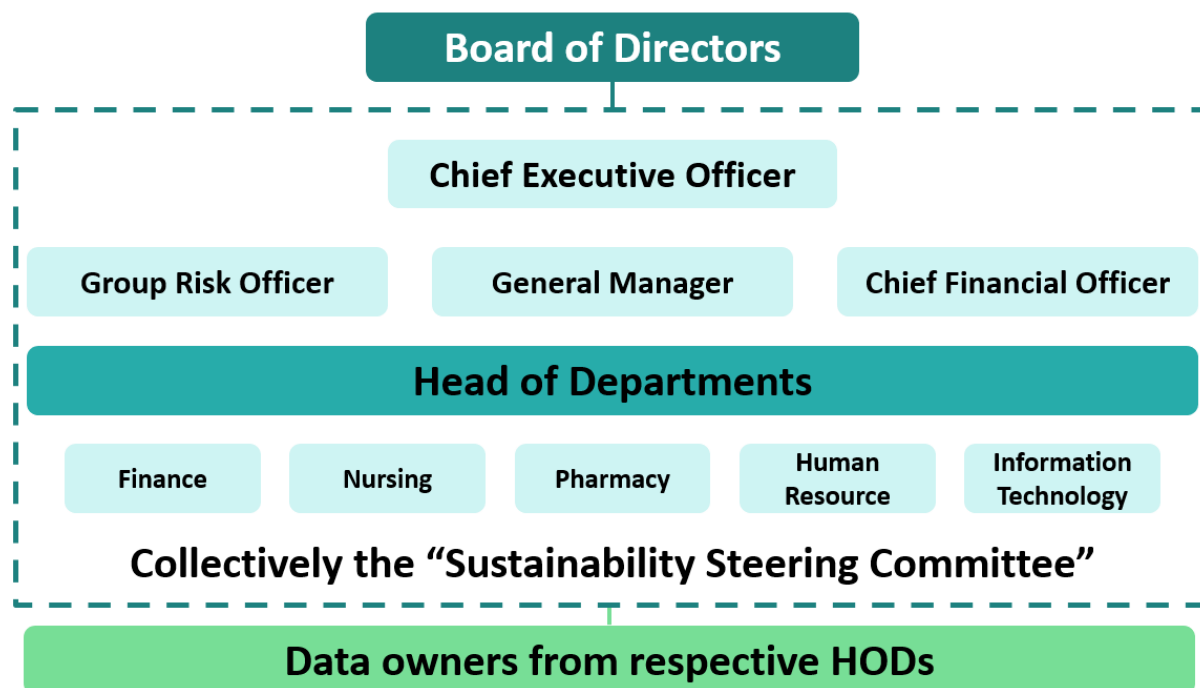 Board of Directors
Chief Executive Officer
Group Risk Officer
General Manager
Chief Financial Officer
Head of Departments
Finance
Nursing
Pharmacy
Human
Resource
Information
Technology
Collectively the “Sustainability Steering Committee”
Data owners from respective HODs